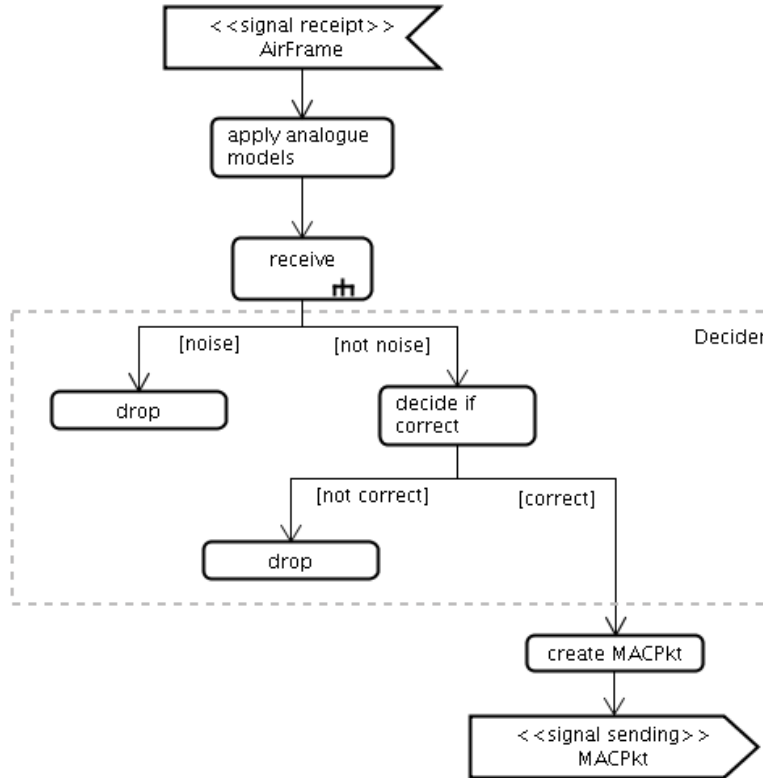 <<signal receipt>>
AirFrame
apply analogue
models
receive
[noise]
[not noise]
Decider
drop
decide if
correct
[not correct]
[correct]
drop
create MACPkt
<<signal sending>>
MACPkt